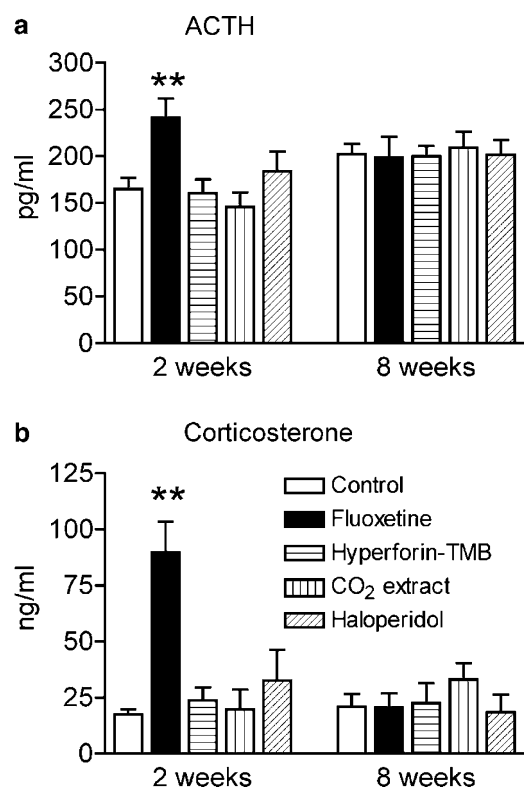 a ACTH
300
250
200
150
100
50
0
pg/ml
**
2 weeks 8 weeks
b Corticosterone
125
100
75
50
25
0
ng/ml
**
Control
Fluoxetine
Hyperforin-TMB
CO₂ extract
Haloperidol
2 weeks 8 weeks